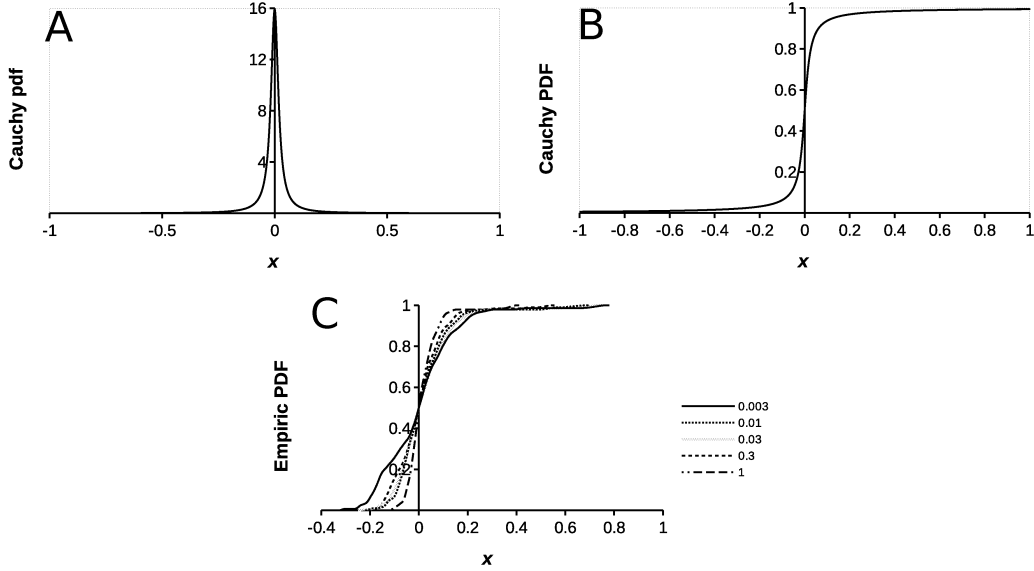 A
Cauchy pdf
16
12
8
4
-1 -0.5 0 0.5 1
x
B
Cauchy PDF
1
0.8
0.6
0.4
0.2
-1 -0.8 -0.6 -0.4 -0.2 0 0.2 0.4 0.6 0.8 1
x
C
Empiric PDF
1
0.8
0.6
0.4
0.2
-0.4 -0.2 0 0.2 0.4 0.6 0.8 1
x
0.003
0.01
0.03
0.3
1